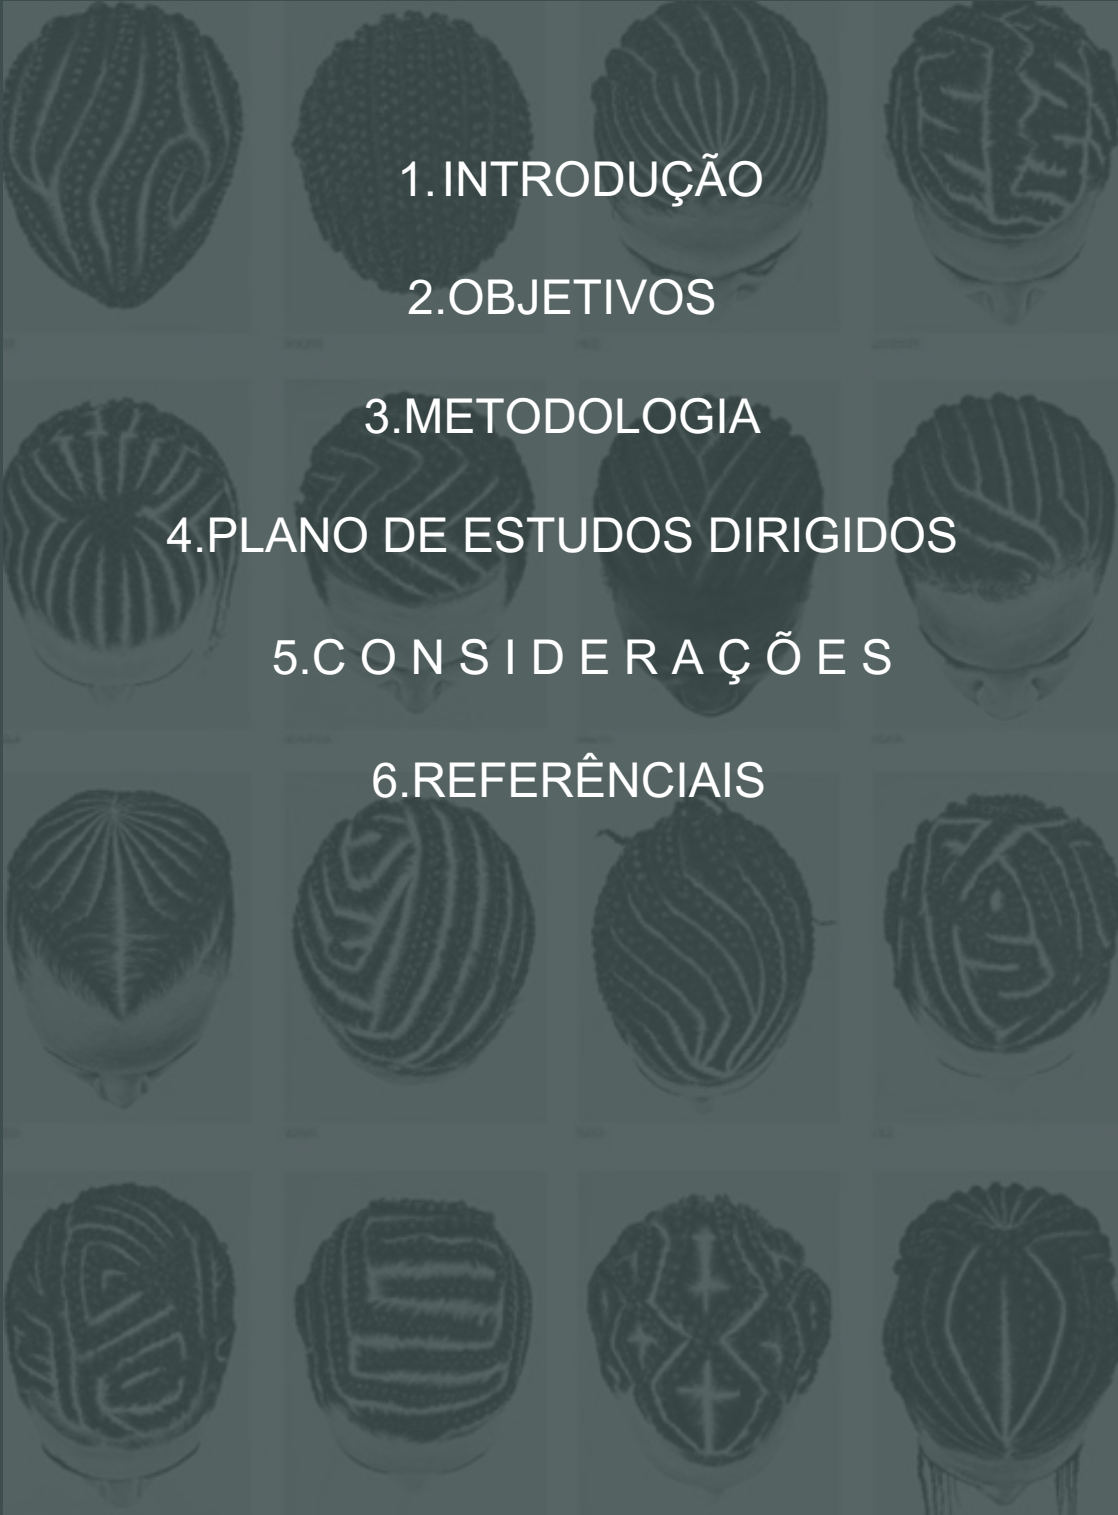 1. INTRODUÇÃO
2.OBJETIVOS
3.METODOLOGIA
4.PLANO DE ESTUDOS DIRIGIDOS
5.C O N S I D E R A Ç Õ E S
6.REFERÊNCIAIS